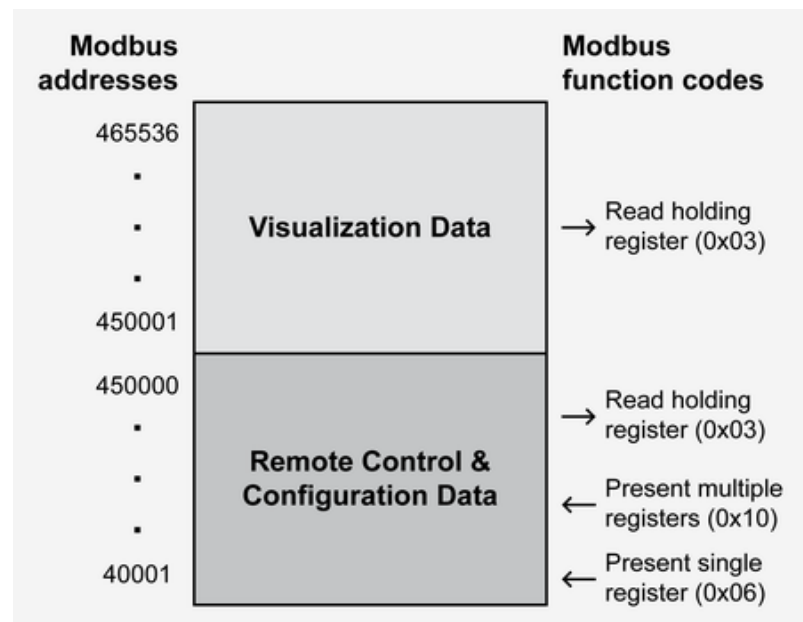 Modbus
addresses
Modbus
function codes
465536
.
.
.
450001
Visualization Data
Read holding
register (0x03)
450000
.
.
.
40001
Remote Control &
Configuration Data
Read holding
register (0x03)
Present multiple
registers (0x10)
Present single
register (0x06)